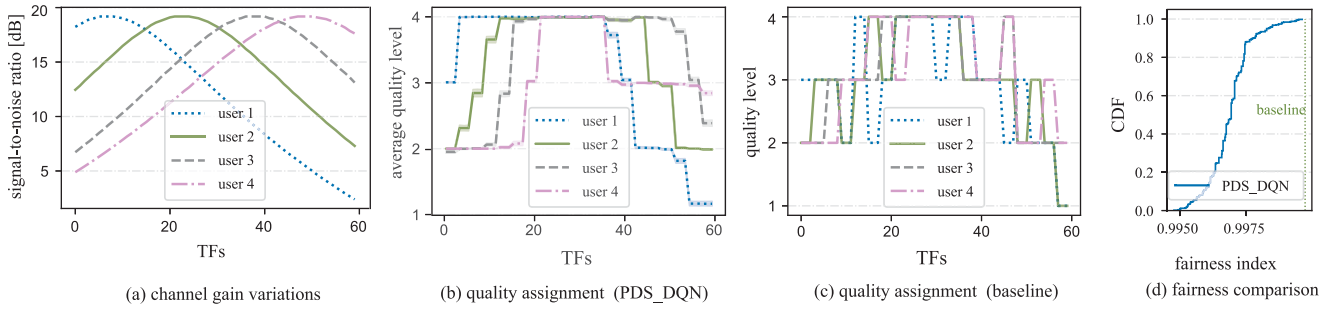 signal-to-noise ratio [dB]
20
15
10
5
0
20
40
60
TFs
user 1
user 2
user 3
user 4
(a) channel gain variations
average quality level
4
3
2
1
0
20
40
60
TFs
user 1
user 2
user 3
user 4
(b) quality assignment (PDS_DQN)
quality level
4
3
2
1
0
20
40
60
TFs
user 1
user 2
user 3
user 4
(c) quality assignment (baseline)
CDF
1.0
0.8
0.6
0.4
0.2
0.0
baseline
PDS_DQN
0.9950
0.9975
fairness index
(d) fairness comparison